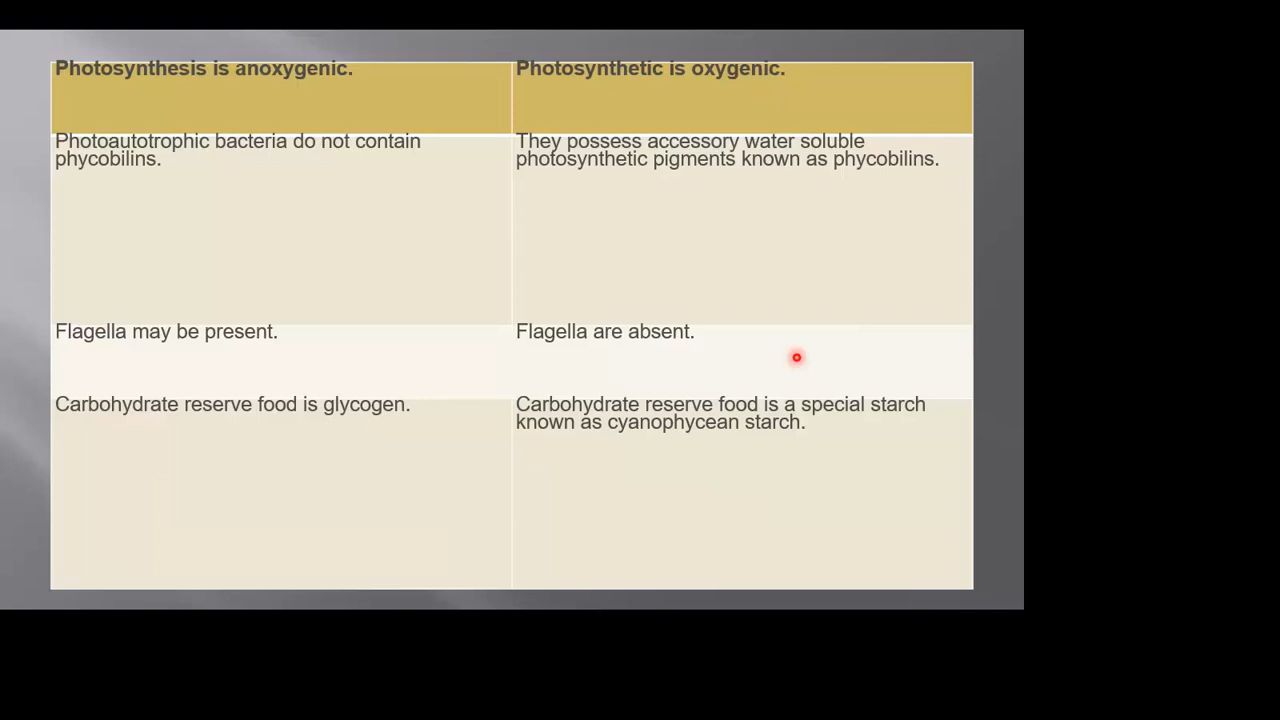 Photosynthesis is anoxygenic.
Photosynthetic is oxygenic.
Photoautotrophic bacteria do not contain
phycobilins.
They possess accessory water soluble
photosynthetic pigments known as phycobilins.
Flagella may be present.
Flagella are absent.
Carbohydrate reserve food is glycogen.
Carbohydrate reserve food is a special starch
known as cyanophycean starch.